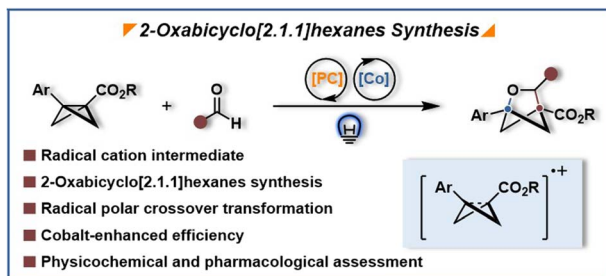 2-Oxabicyclo[2.1.1]hexanes Synthesis
Ar CO₂R + O H [PC] [Co] O Ar CO₂R
Radical cation intermediate
2-Oxabicyclo[2.1.1]hexanes synthesis
Radical polar crossover transformation
Cobalt-enhanced efficiency
Physicochemical and pharmacological assessment
Ar CO₂R •+